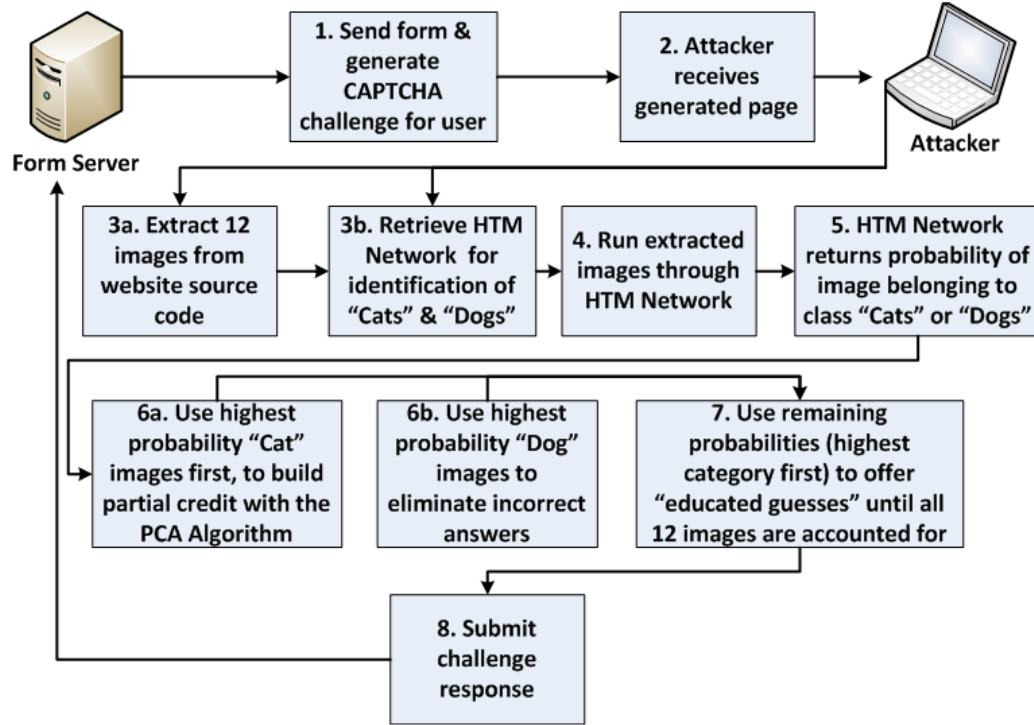 1. Send form &
generate
CAPTCHA
challenge for user
2. Attacker
receives
generated page
Form Server
Attacker
3a. Extract 12
images from
website source
code
3b. Retrieve HTM
Network for
identification of
“Cats” & “Dogs”
4. Run extracted
images through
HTM Network
5. HTM Network
returns probability of
image belonging to
class “Cats” or “Dogs”
6a. Use highest
probability “Cat”
images first, to build
partial credit with the
PCA Algorithm
6b. Use highest
probability “Dog”
images to
eliminate incorrect
answers
7. Use remaining
probabilities (highest
category first) to offer
“educated guesses” until all
12 images are accounted for
8. Submit
challenge
response